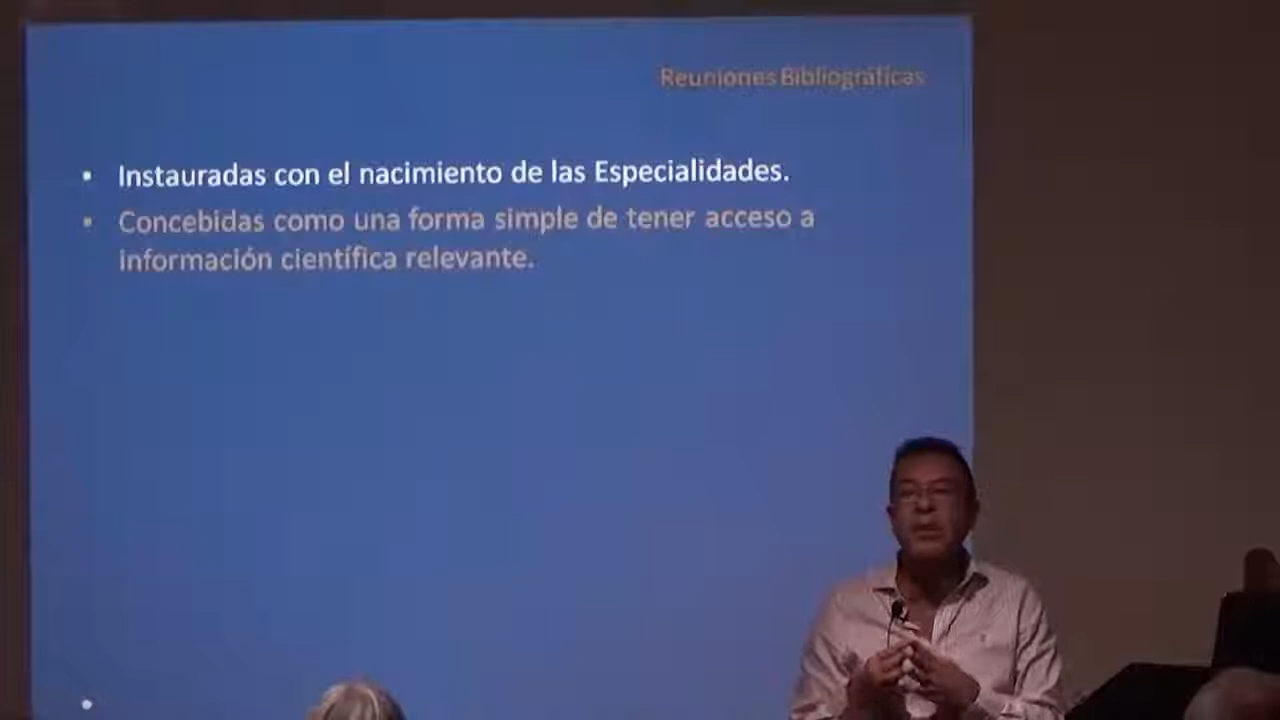 Reuniones Bibliográficas
• Instauradas con el nacimiento de las Especialidades.
• Concebidas como una forma simple de tener acceso a
información científica relevante.
•